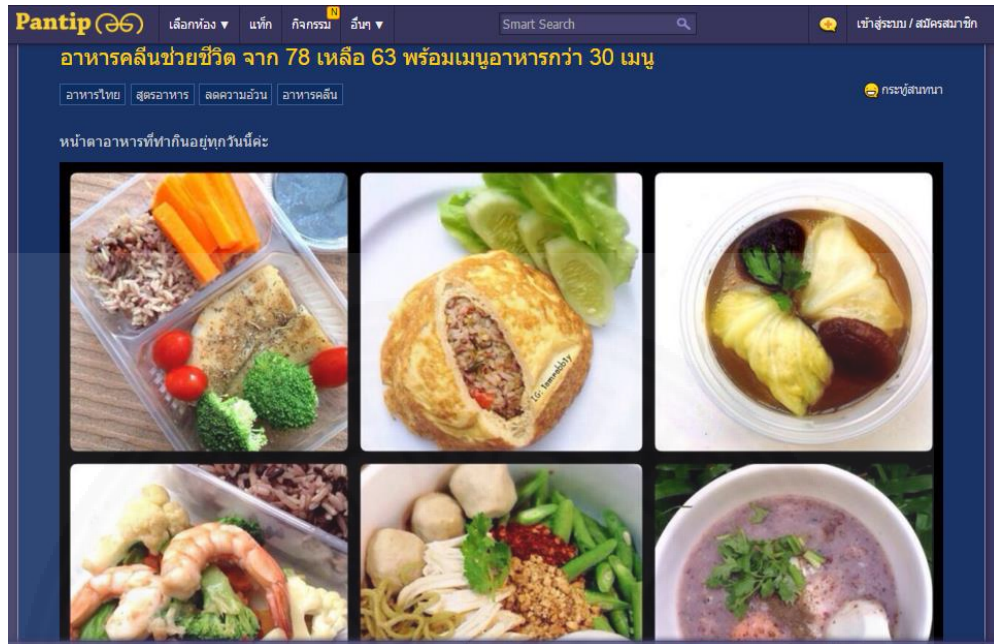 Pantip
เลือกห้อง ▼ แท็ก กิจกรรม N อื่นๆ ▼ Smart Search เข้าสู่ระบบ / สมัครสมาชิก
อาหารคลีนช่วยชีวิต จาก 78 เหลือ 63 พร้อมเมนูอาหารกว่า 30 เมนู
อาหารไทย สูตรอาหาร ลดความอ้วน อาหารคลีน กระทู้สนทนา
หน้าตาอาหารที่ทำกินอยู่ทุกวันนี้ค่ะ